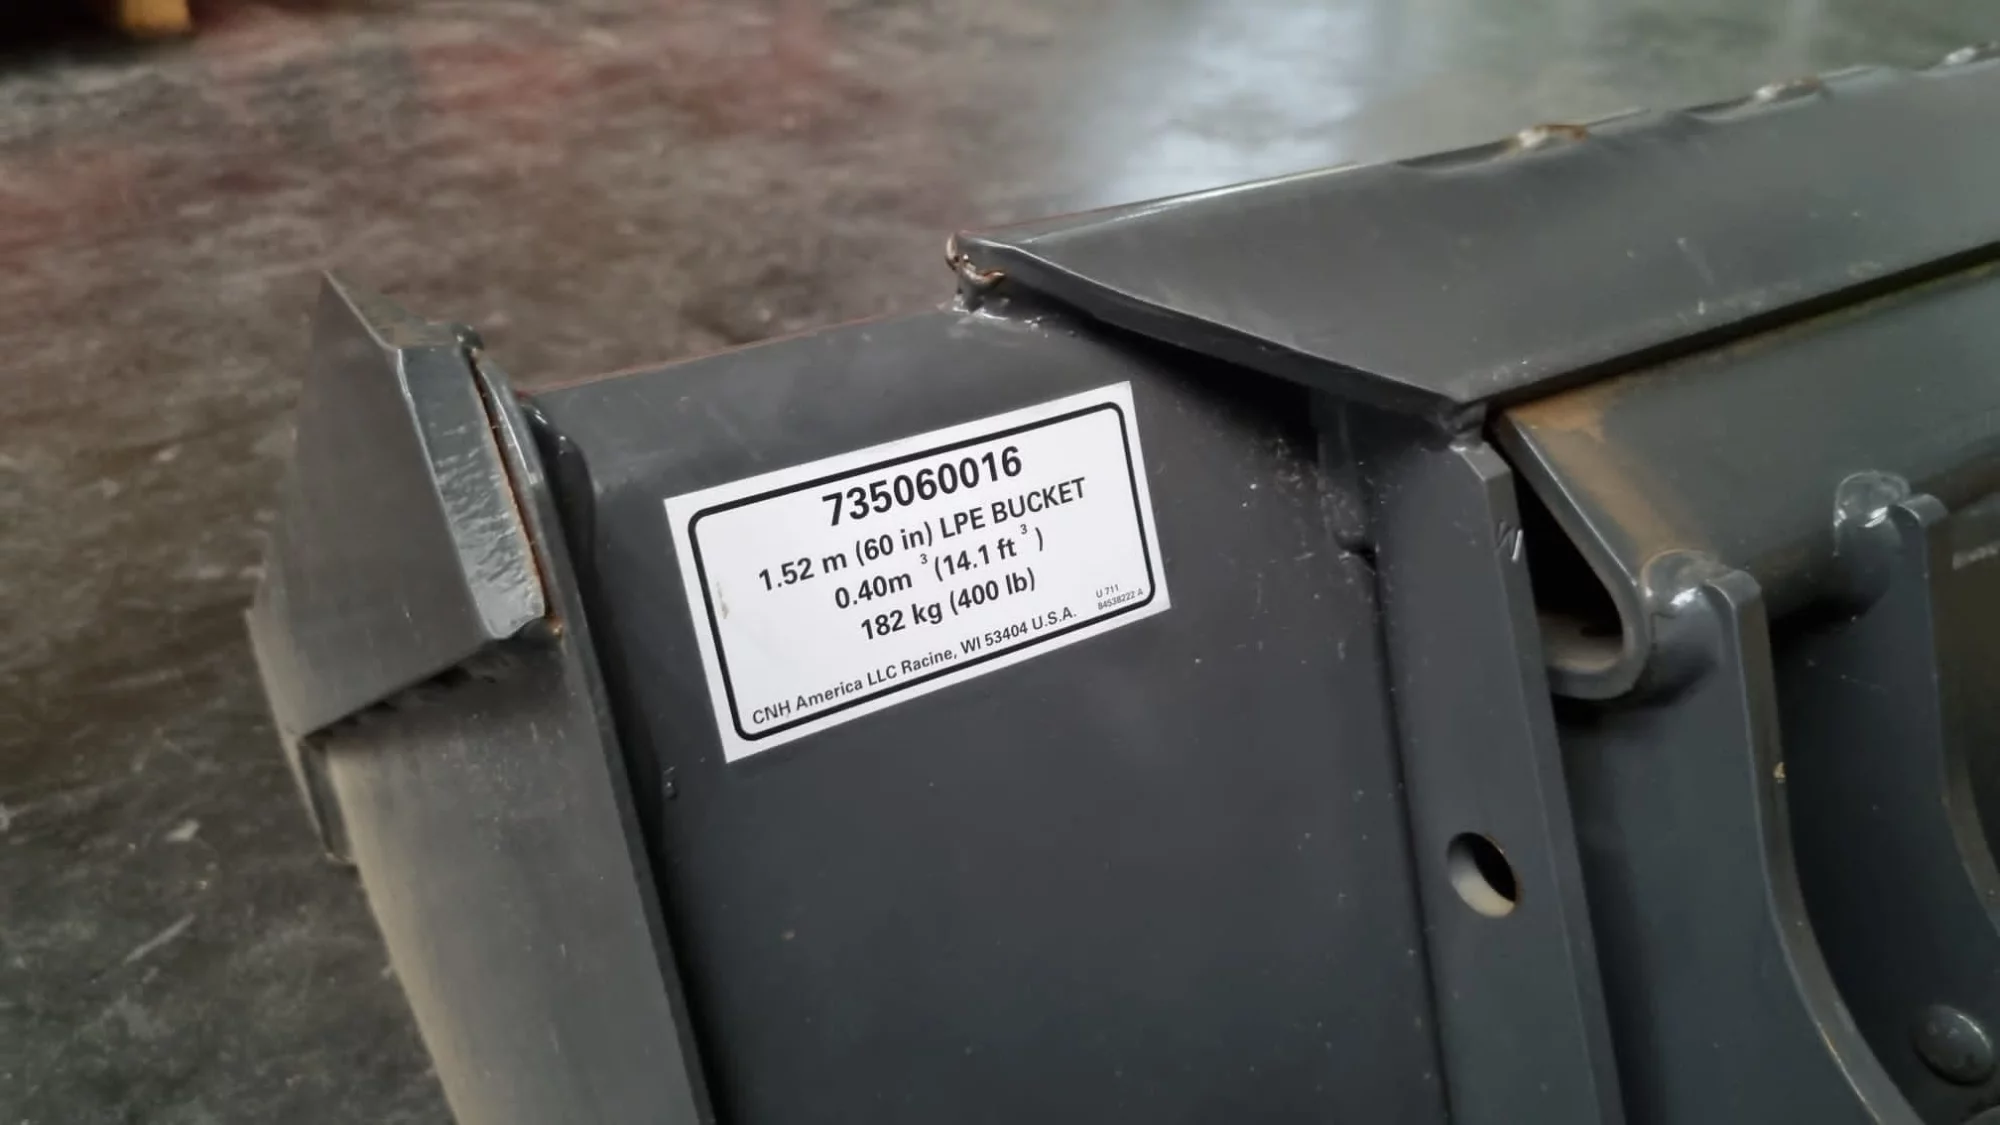 735060016
1.52 m (60 in) LPE BUCKET
0.40m ³ (14.1 ft ³ )
182 kg (400 lb)
U 711
84538222 A
CNH America LLC Racine, WI 53404 U.S.A.